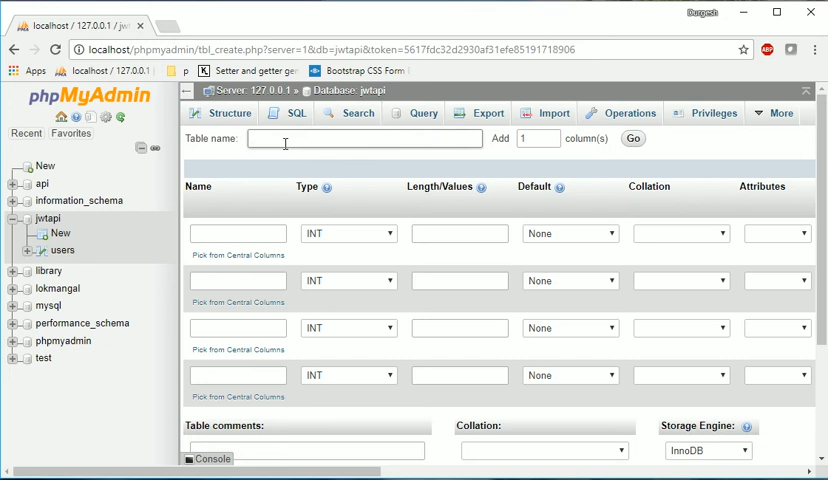 Durgesh
localhost / 127.0.0.1 / jw
localhost/phpmyadmin/tbl_create.php?server=1&db=jwtapi&token=5617fdc32d2930af31efe85191718906
ABP
Apps localhost / 127.0.0.1 p Setter and getter gen Bootstrap CSS Form
phpMyAdmin
Recent Favorites
New
api
information_schema
jwtapi
New
users
library
lokmangal
mysql
performance_schema
phpmyadmin
test
Server: 127.0.0.1 » Database: jwtapi
Structure SQL Search Query Export Import Operations Privileges More
Table name: Add 1 column(s) Go
Name Type Length/Values Default Collation Attributes
INT None
Pick from Central Columns
INT None
Pick from Central Columns
INT None
Pick from Central Columns
INT None
Pick from Central Columns
Table comments: Collation: Storage Engine:
InnoDB
Console